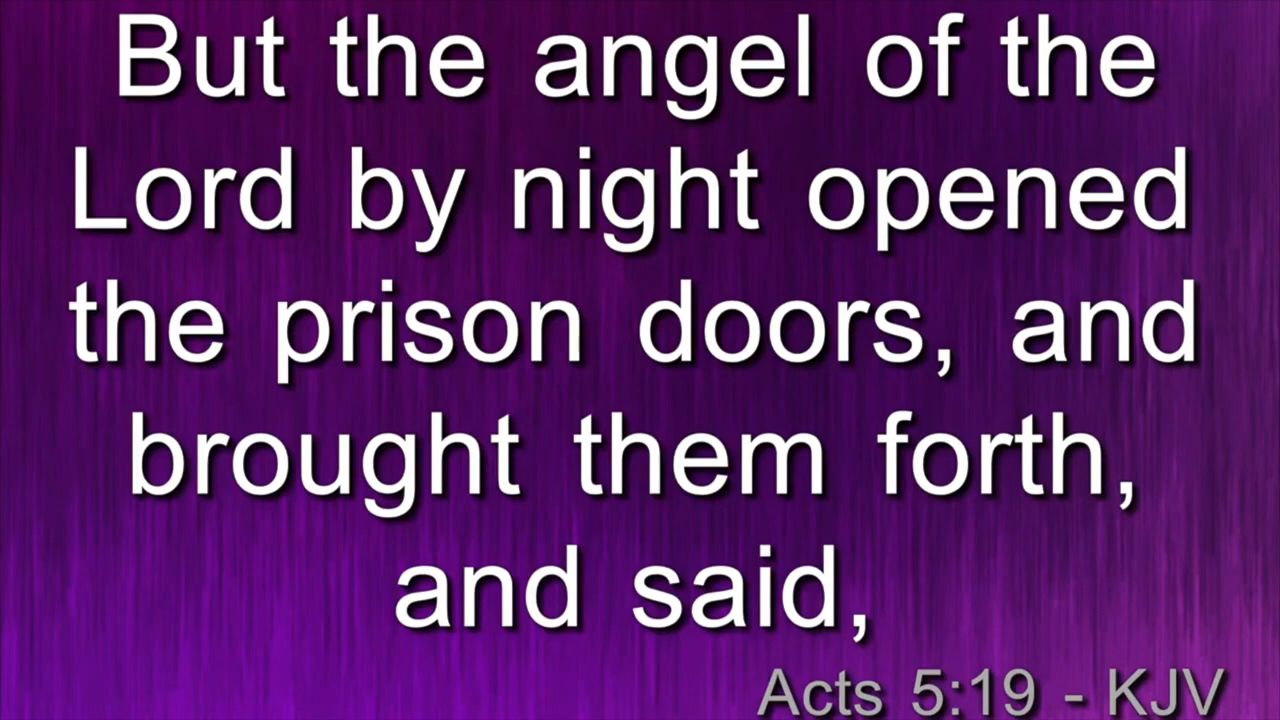 But the angel of the
Lord by night opened
the prison doors, and
brought them forth,
and said,
Acts 5:19 - KJV